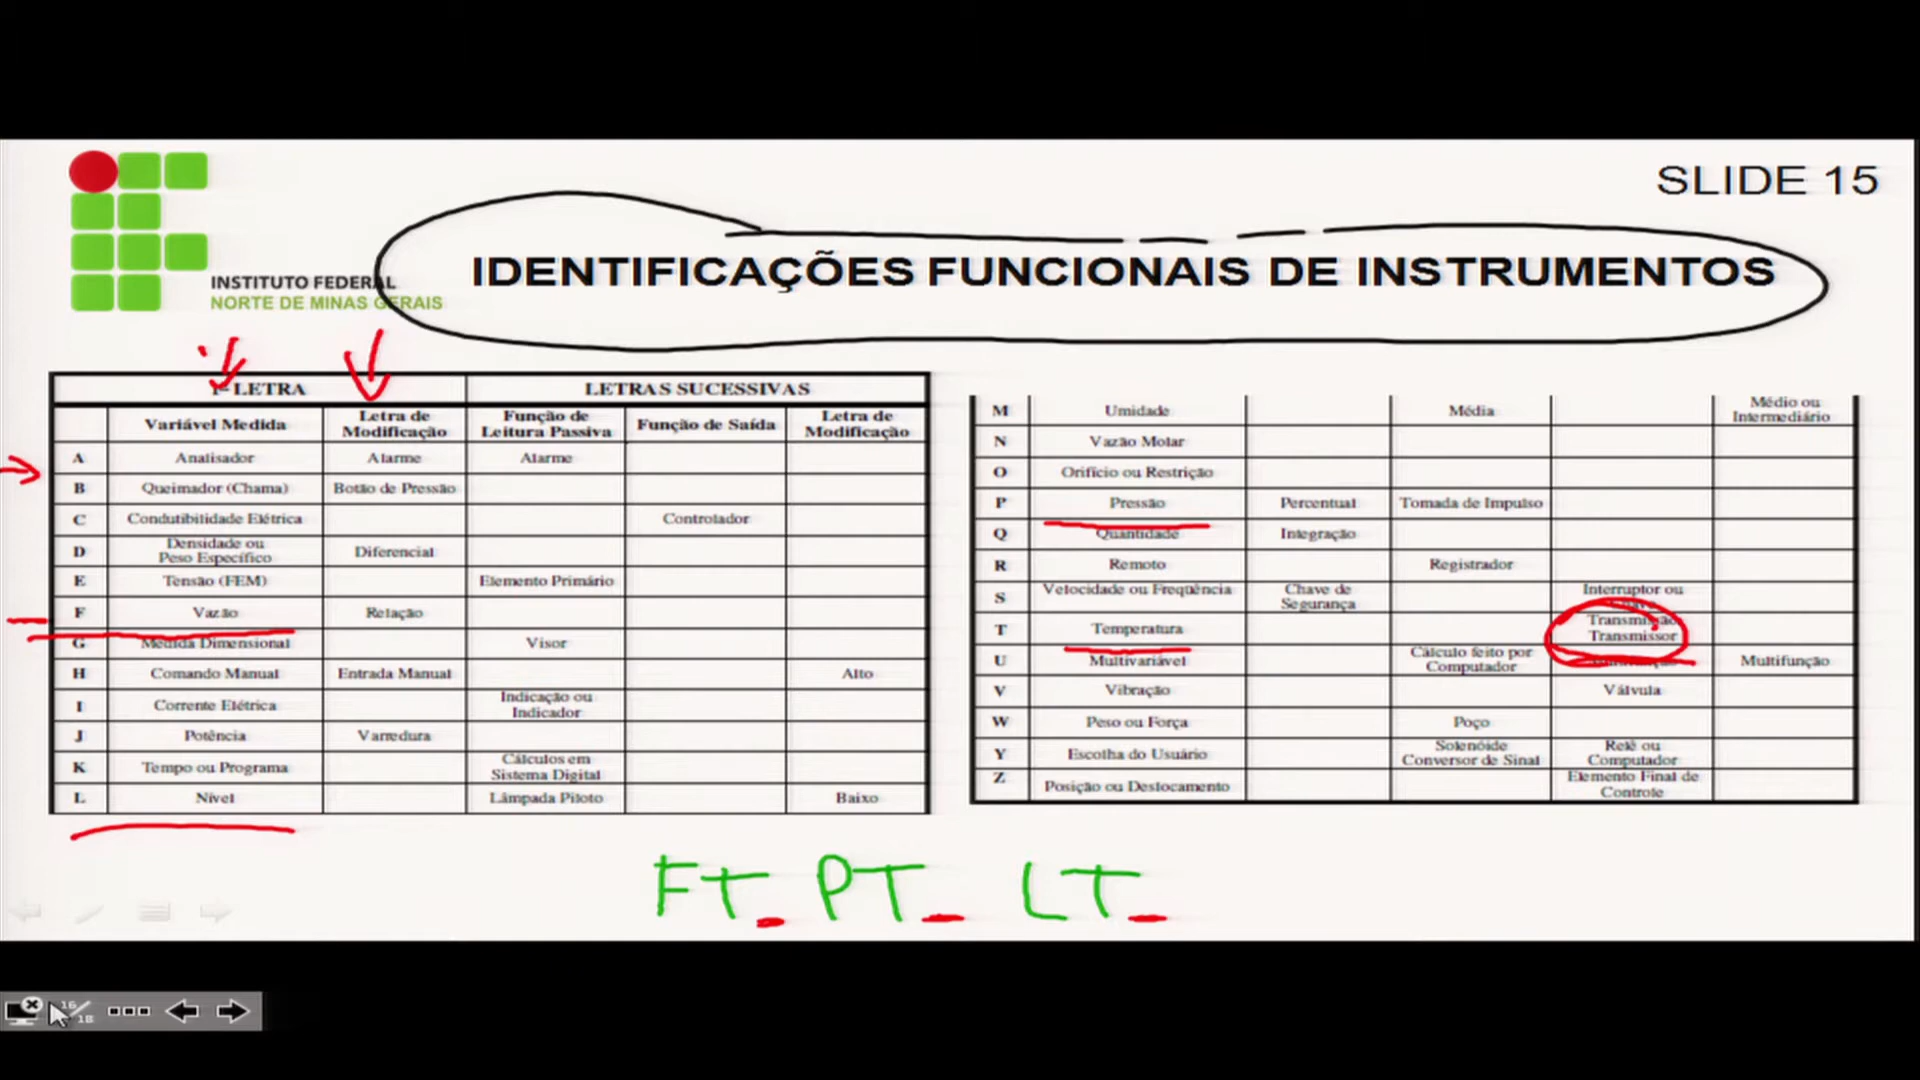 SLIDE 15
IDENTIFICAÇÕES FUNCIONAIS DE INSTRUMENTOS
INSTITUTO FEDERAL
NORTE DE MINAS GERAIS
1ª LETRA LETRAS SUCESSIVAS
Variável Medida Letra de Modificação Função de Leitura Passiva Função de Saída Letra de Modificação
A Analisador Alarme Alarme
B Queimador (Chama) Botão de Pressão
C Condutibilidade Elétrica Controlador
D Densidade ou Peso Específico Diferencial
E Tensão (FEM) Elemento Primário
F Vazão Relação
G Medida Dimensional Visor
H Comando Manual Entrada Manual Alto
I Corrente Elétrica Indicação ou Indicador
J Potência Varredura
K Tempo ou Programa Cálculos em Sistema Digital
L Nível Lâmpada Piloto Baixo
M Umidade Média Médio ou Intermediário
N Vazão Molar
O Orifício ou Restrição
P Pressão Percentual Tomada de Impulso
Q Quantidade Integração
R Remoto Registrador
S Velocidade ou Freqüência Chave de Segurança Interruptor ou
T Temperatura Transmissão Transmissor
U Multivariável Cálculo feito por Computador Multifunção
V Vibração Válvula
W Peso ou Força Poço
Y Escolha do Usuário Solenóide Conversor de Sinal Relê ou Computador
Z Posição ou Deslocamento Elemento Final de Controle
FT PT LT
16/18